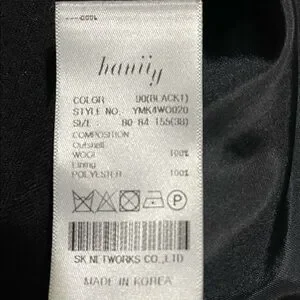 haniiy
COLOR 90(BLACK1)
STYLE NO. YMK4WO020
SIZE 80-84-155(38)
COMPOSITION
Outshell
WOOL 100%
Lining
POLYESTER 100%
P
SK NETWORKS CO.,LTD
MADE IN KOREA